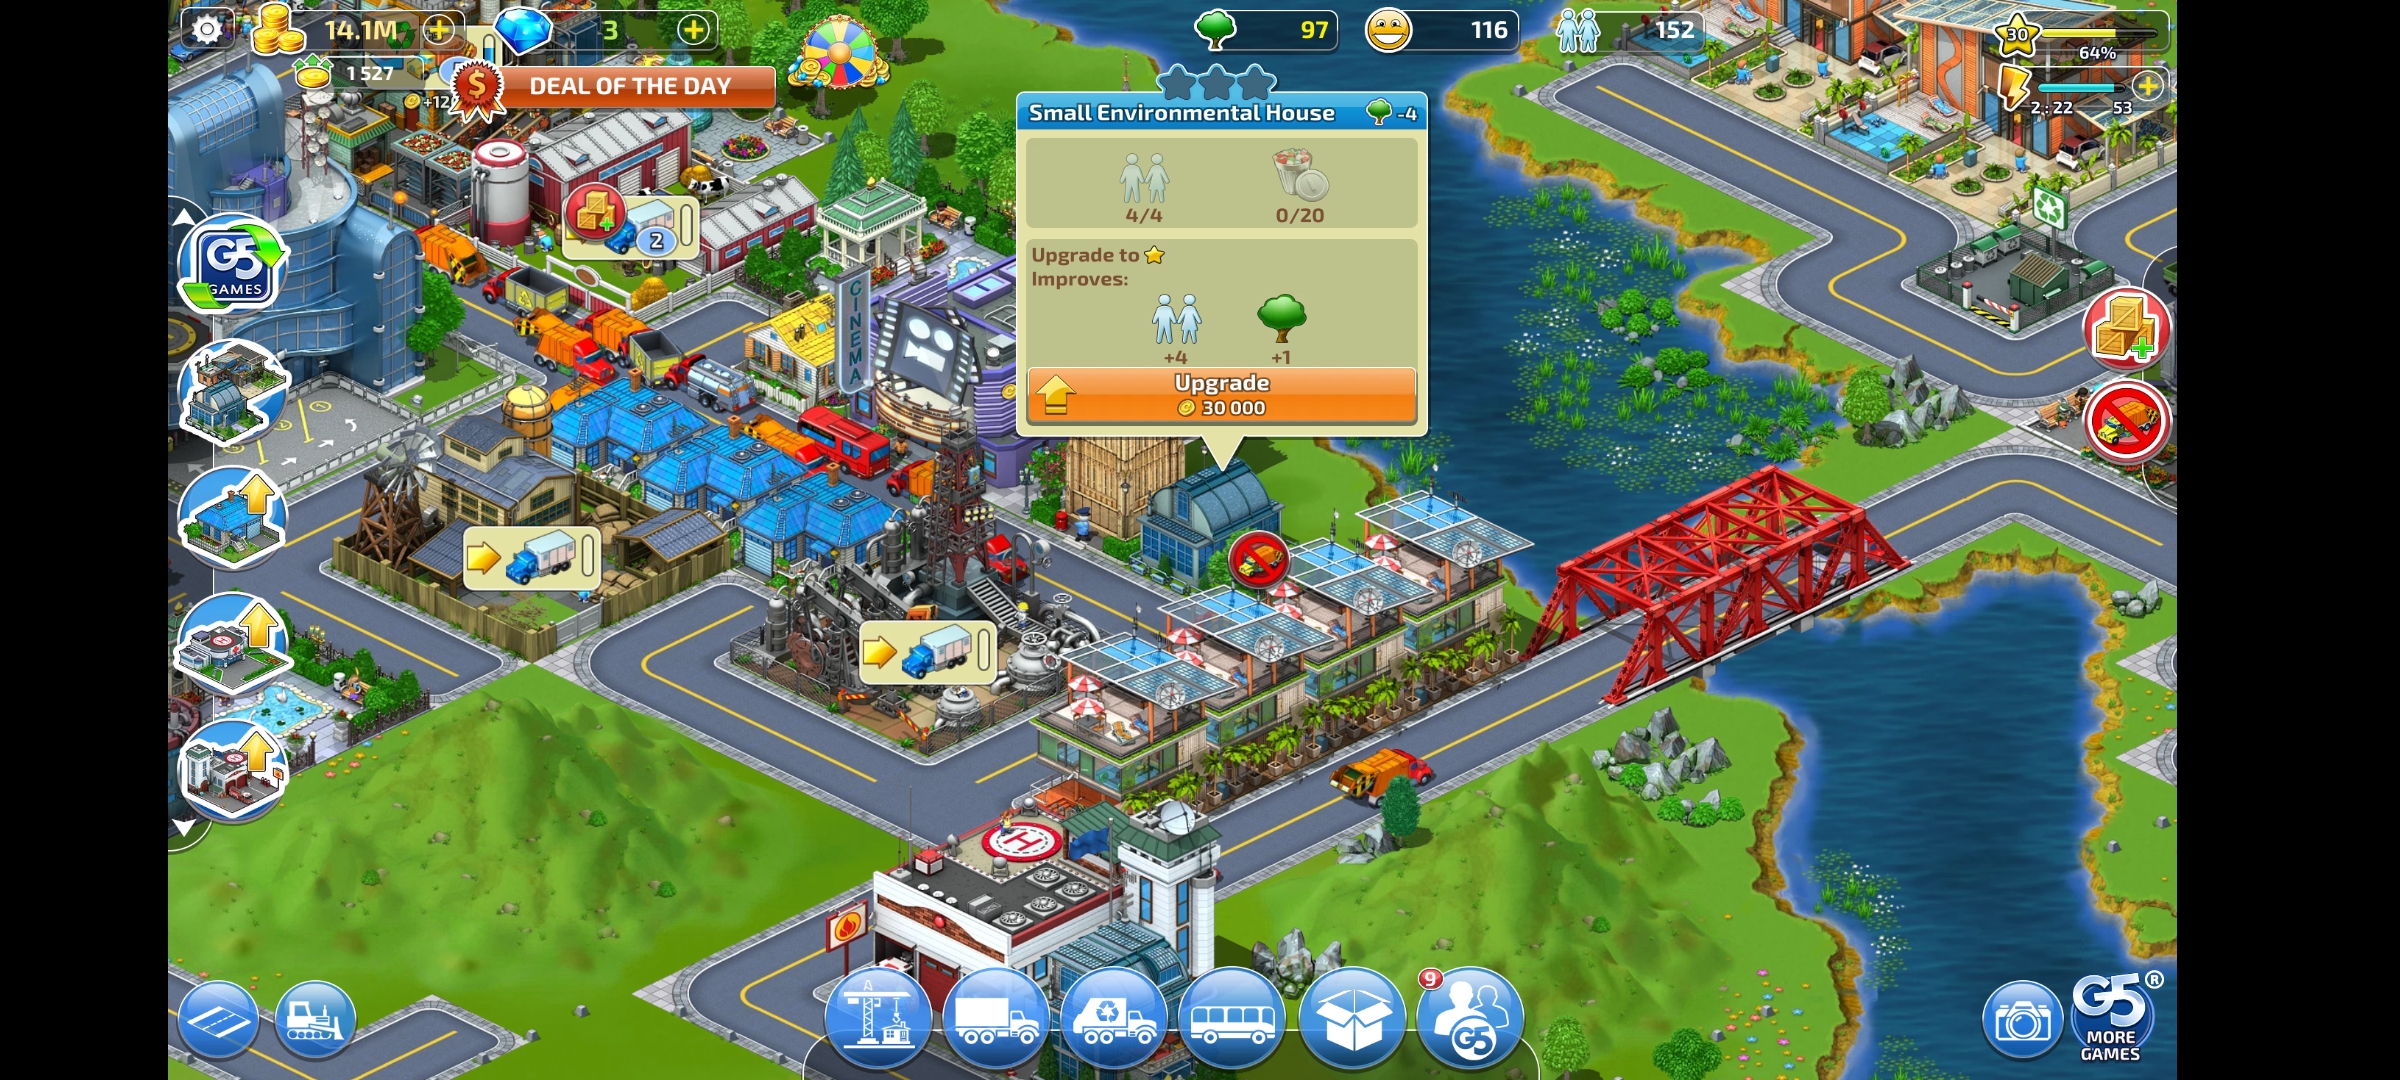 14.1M
3
97
116
152
30
64%
1 527
+12
DEAL OF THE DAY
2:22
53
Small Environmental House
-4
4/4
0/20
Upgrade to
Improves:
+4
+1
Upgrade
30 000
2
G5
GAMES
CINEMA
H
9
G5
G5®
MORE
GAMES